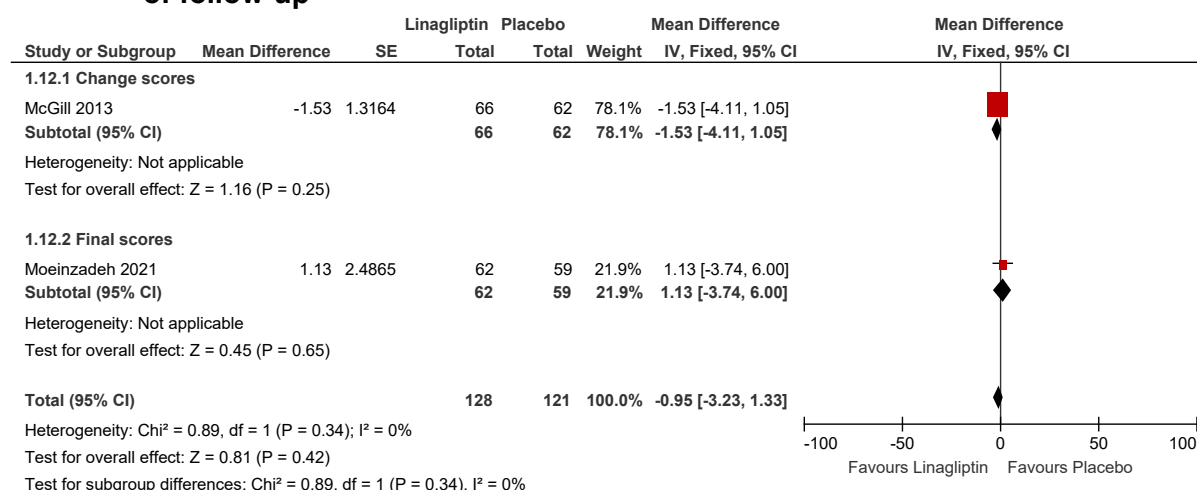 of follow-up
Linagliptin Placebo Mean Difference Mean Difference
Study or Subgroup Mean Difference SE Total Total Weight IV, Fixed, 95% CI IV, Fixed, 95% CI
1.12.1 Change scores
McGill 2013 -1.53 1.3164 66 62 78.1% -1.53 [-4.11, 1.05]
Subtotal (95% CI) 66 62 78.1% -1.53 [-4.11, 1.05]
Heterogeneity: Not applicable
Test for overall effect: Z = 1.16 (P = 0.25)
1.12.2 Final scores
Moeinzadeh 2021 1.13 2.4865 62 59 21.9% 1.13 [-3.74, 6.00]
Subtotal (95% CI) 62 59 21.9% 1.13 [-3.74, 6.00]
Heterogeneity: Not applicable
Test for overall effect: Z = 0.45 (P = 0.65)
Total (95% CI) 128 121 100.0% -0.95 [-3.23, 1.33]
Heterogeneity: Chi² = 0.89, df = 1 (P = 0.34); I² = 0%
Test for overall effect: Z = 0.81 (P = 0.42)
Test for subgroup differences: Chi² = 0.89, df = 1 (P = 0.34), I² = 0%
-100 -50 0 50 100
Favours Linagliptin Favours Placebo